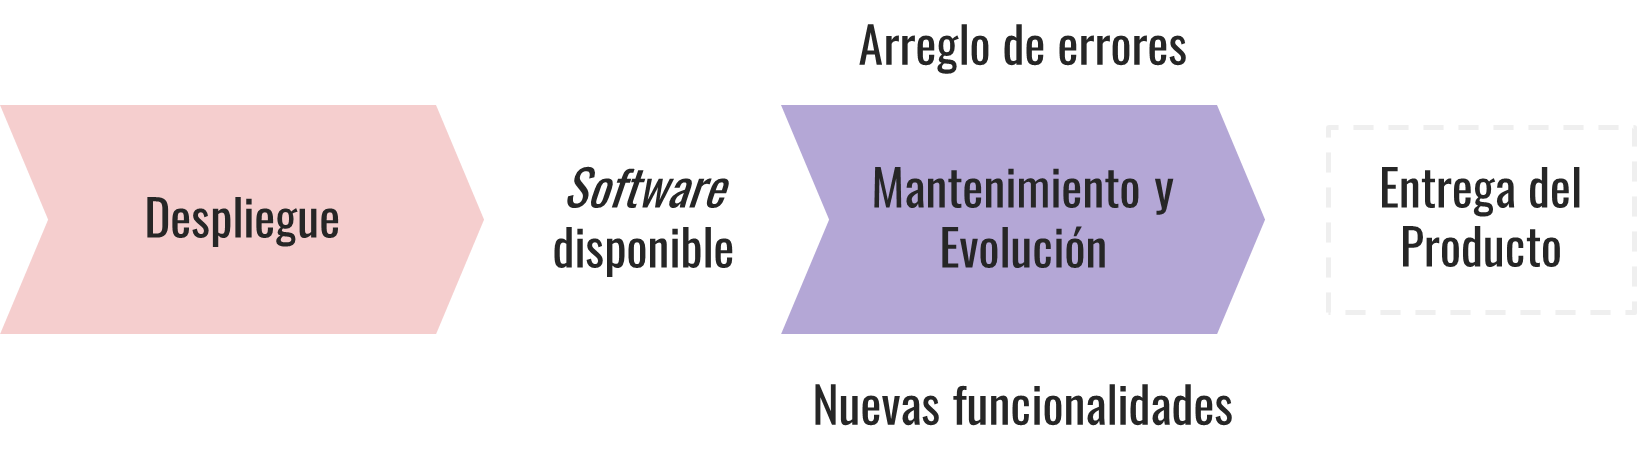 Arreglo de errores
Despliegue
Software
disponible
Mantenimiento y
Evolución
Entrega del
Producto
Nuevas funcionalidades